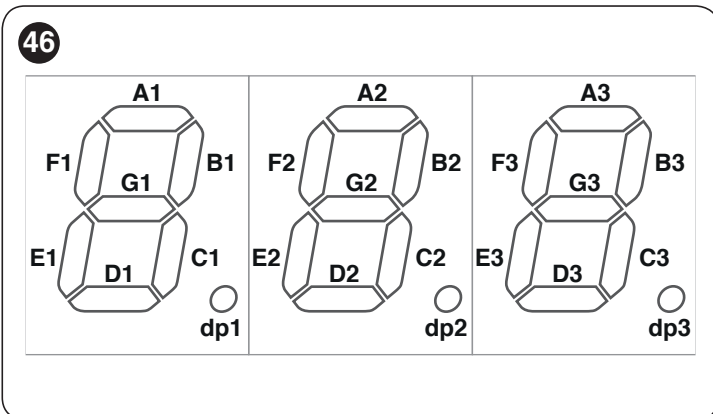 46
A1 A2 A3
F1 B1 F2 B2 F3 B3
G1 G2 G3
E1 C1 E2 C2 E3 C3
D1 D2 D3
dp1 dp2 dp3